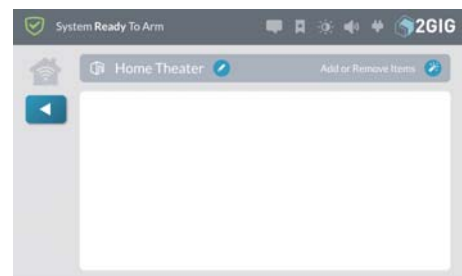 System Ready To Arm
2GIG
Home Theater
Add or Remove Items